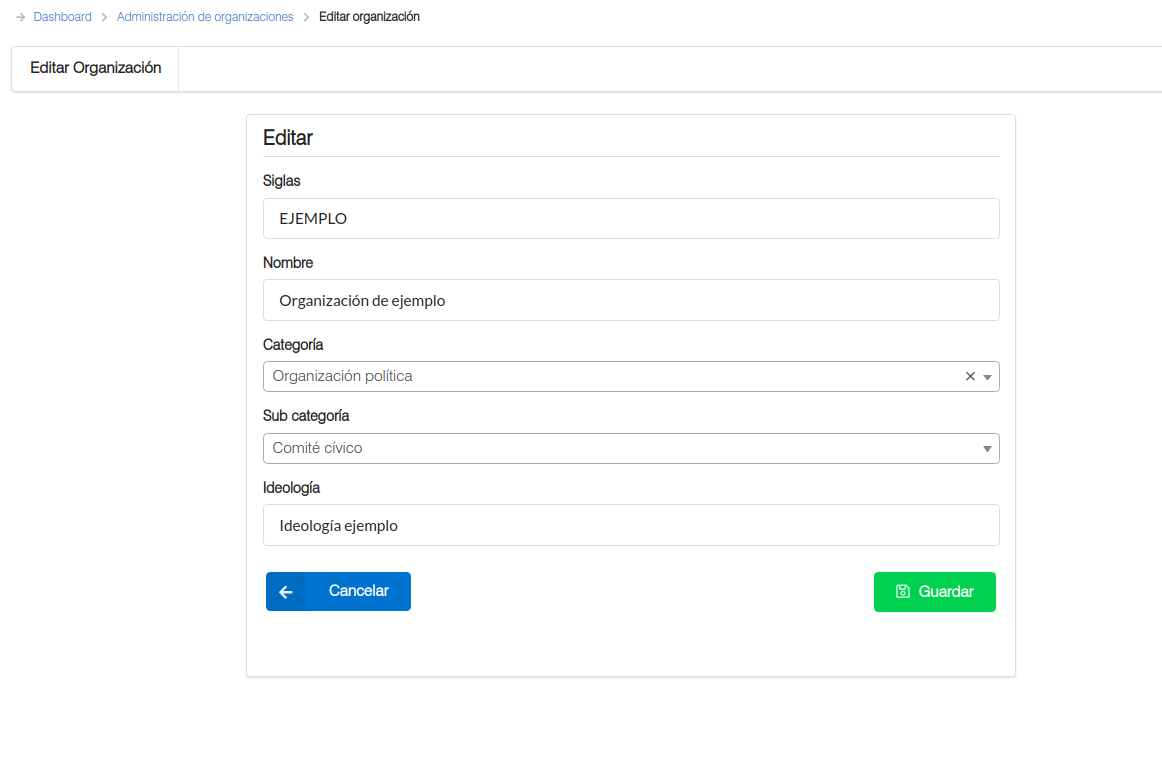 Dashboard Administración de organizaciones Editar organización
Editar Organización
Editar
Siglas
EJEMPLO
Nombre
Organización de ejemplo
Categoría
Organización política
Sub categoría
Comité cívico
Ideología
Ideología ejemplo
Cancelar
Guardar